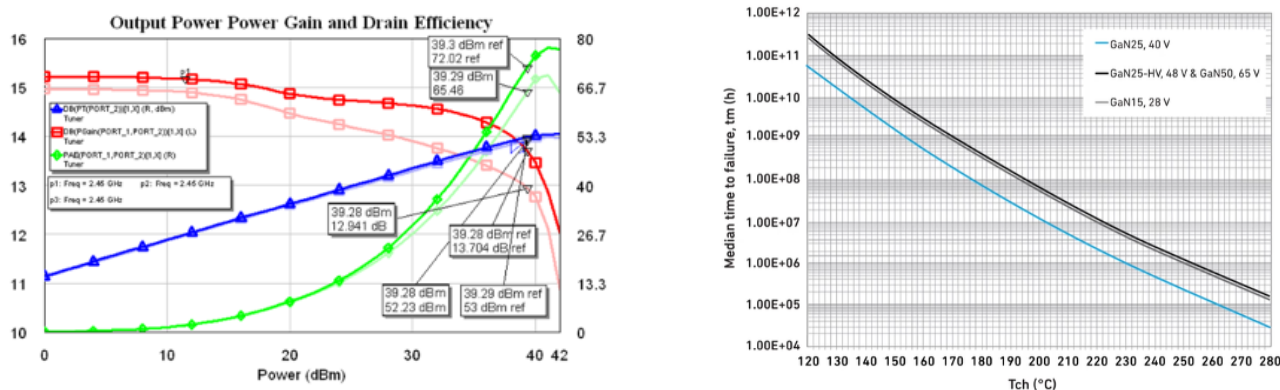 Output Power Power Gain and Drain Efficiency
16
15
14
13
12
11
10
80
66.7
53.3
40
26.7
13.3
0
0
10
20
30
40 42
Power (dBm)
p1
DB(PT(PORT_2))[1,X] (R, dBm)
Tuner
DB(PGain(PORT_1,PORT_2))[1,X] (L)
Tuner
PAE(PORT_1,PORT_2)[1,X] (R)
Tuner
p1: Freq = 2.45 GHz p2: Freq = 2.45 GHz
p3: Freq = 2.45 GHz
39.3 dBm ref
72.02 ref
39.29 dBm
65.46
39.28 dBm
12.941 dB
39.28 dBm ref
13.704 dB ref
39.28 dBm
52.23 dBm
39.29 dBm ref
53 dBm ref
Median time to failure, tm (h)
1.00E+12
1.00E+11
1.00E+10
1.00E+09
1.00E+08
1.00E+07
1.00E+06
1.00E+05
1.00E+04
GaN25, 40 V
GaN25-HV, 48 V & GaN50, 65 V
GaN15, 28 V
120 130 140 150 160 170 180 190 200 210 220 230 240 250 260 270 280
Tch (°C)